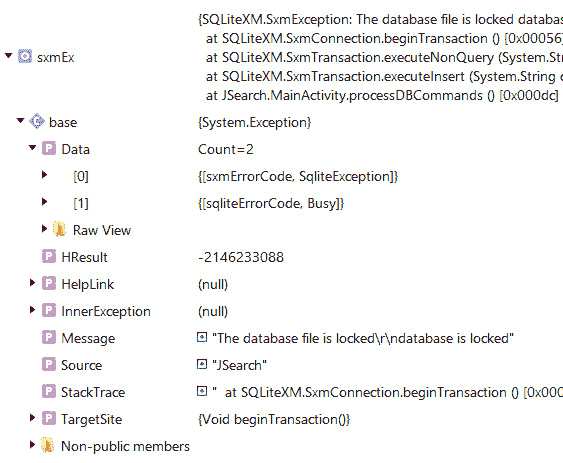 {SQLiteXM.SxmException: The database file is locked databas
at SQLiteXM.SxmConnection.beginTransaction () [0x00056]
sxmEx at SQLiteXM.SxmTransaction.executeNonQuery (System.Str
at SQLiteXM.SxmTransaction.executeInsert (System.String c
at JSearch.MainActivity.processDBCommands () [0x000dc]
base {System.Exception}
P Data Count=2
[0] {[sxmErrorCode, SqliteException]}
[1] {[sqliteErrorCode, Busy]}
Raw View
P HResult -2146233088
P HelpLink (null)
P InnerException (null)
P Message "The database file is locked\r\ndatabase is locked"
P Source "JSearch"
P StackTrace " at SQLiteXM.SxmConnection.beginTransaction () [0x000
P TargetSite {Void beginTransaction()}
Non-public members